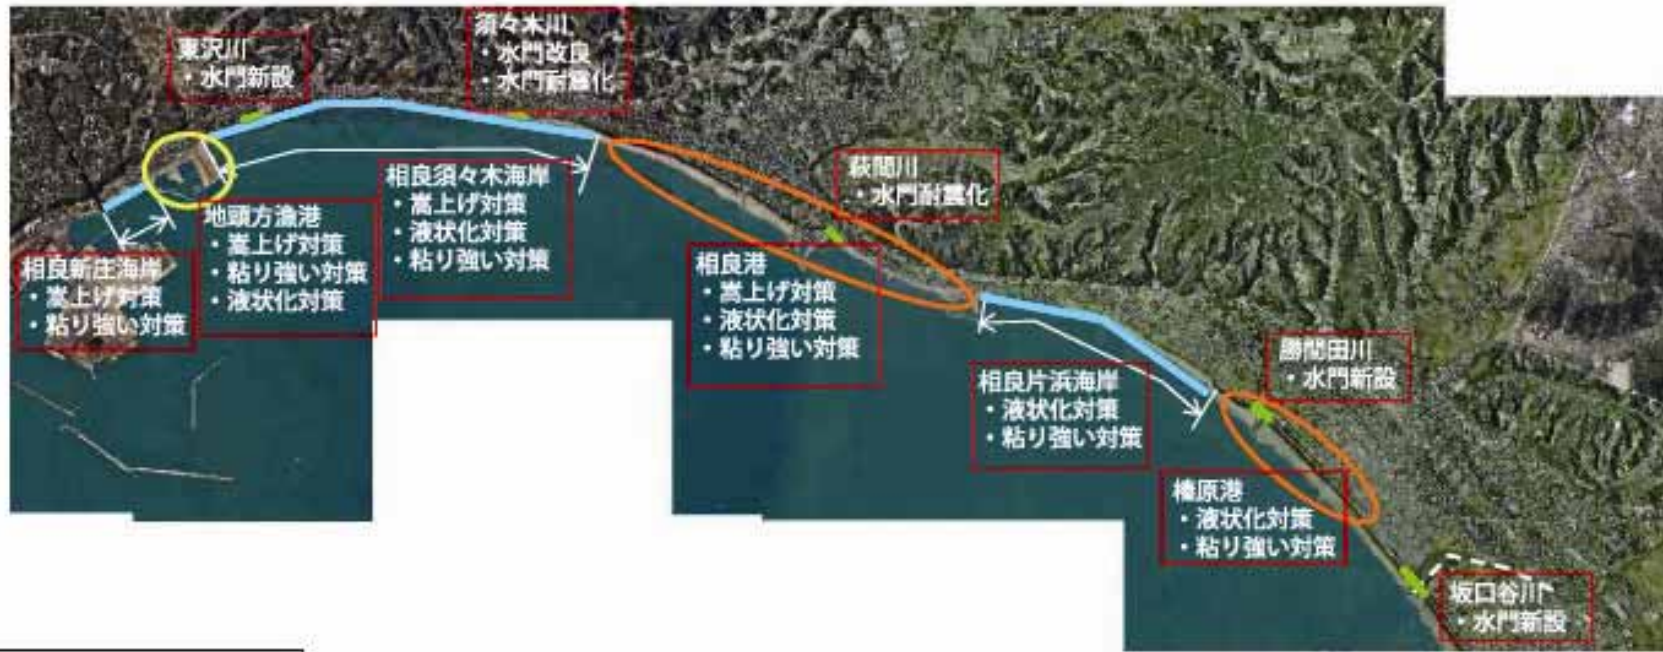 東沢川
・水門新設
須々木川
・水門改良
・水門耐震化
萩間川
・水門耐震化
相良新庄海岸
・嵩上げ対策
・粘り強い対策
地頭方漁港
・嵩上げ対策
・粘り強い対策
・液状化対策
相良須々木海岸
・嵩上げ対策
・液状化対策
・粘り強い対策
相良港
・嵩上げ対策
・液状化対策
・粘り強い対策
相良片浜海岸
・液状化対策
・粘り強い対策
勝間田川
・水門新設
榛原港
・液状化対策
・粘り強い対策
坂口谷川
・水門新設